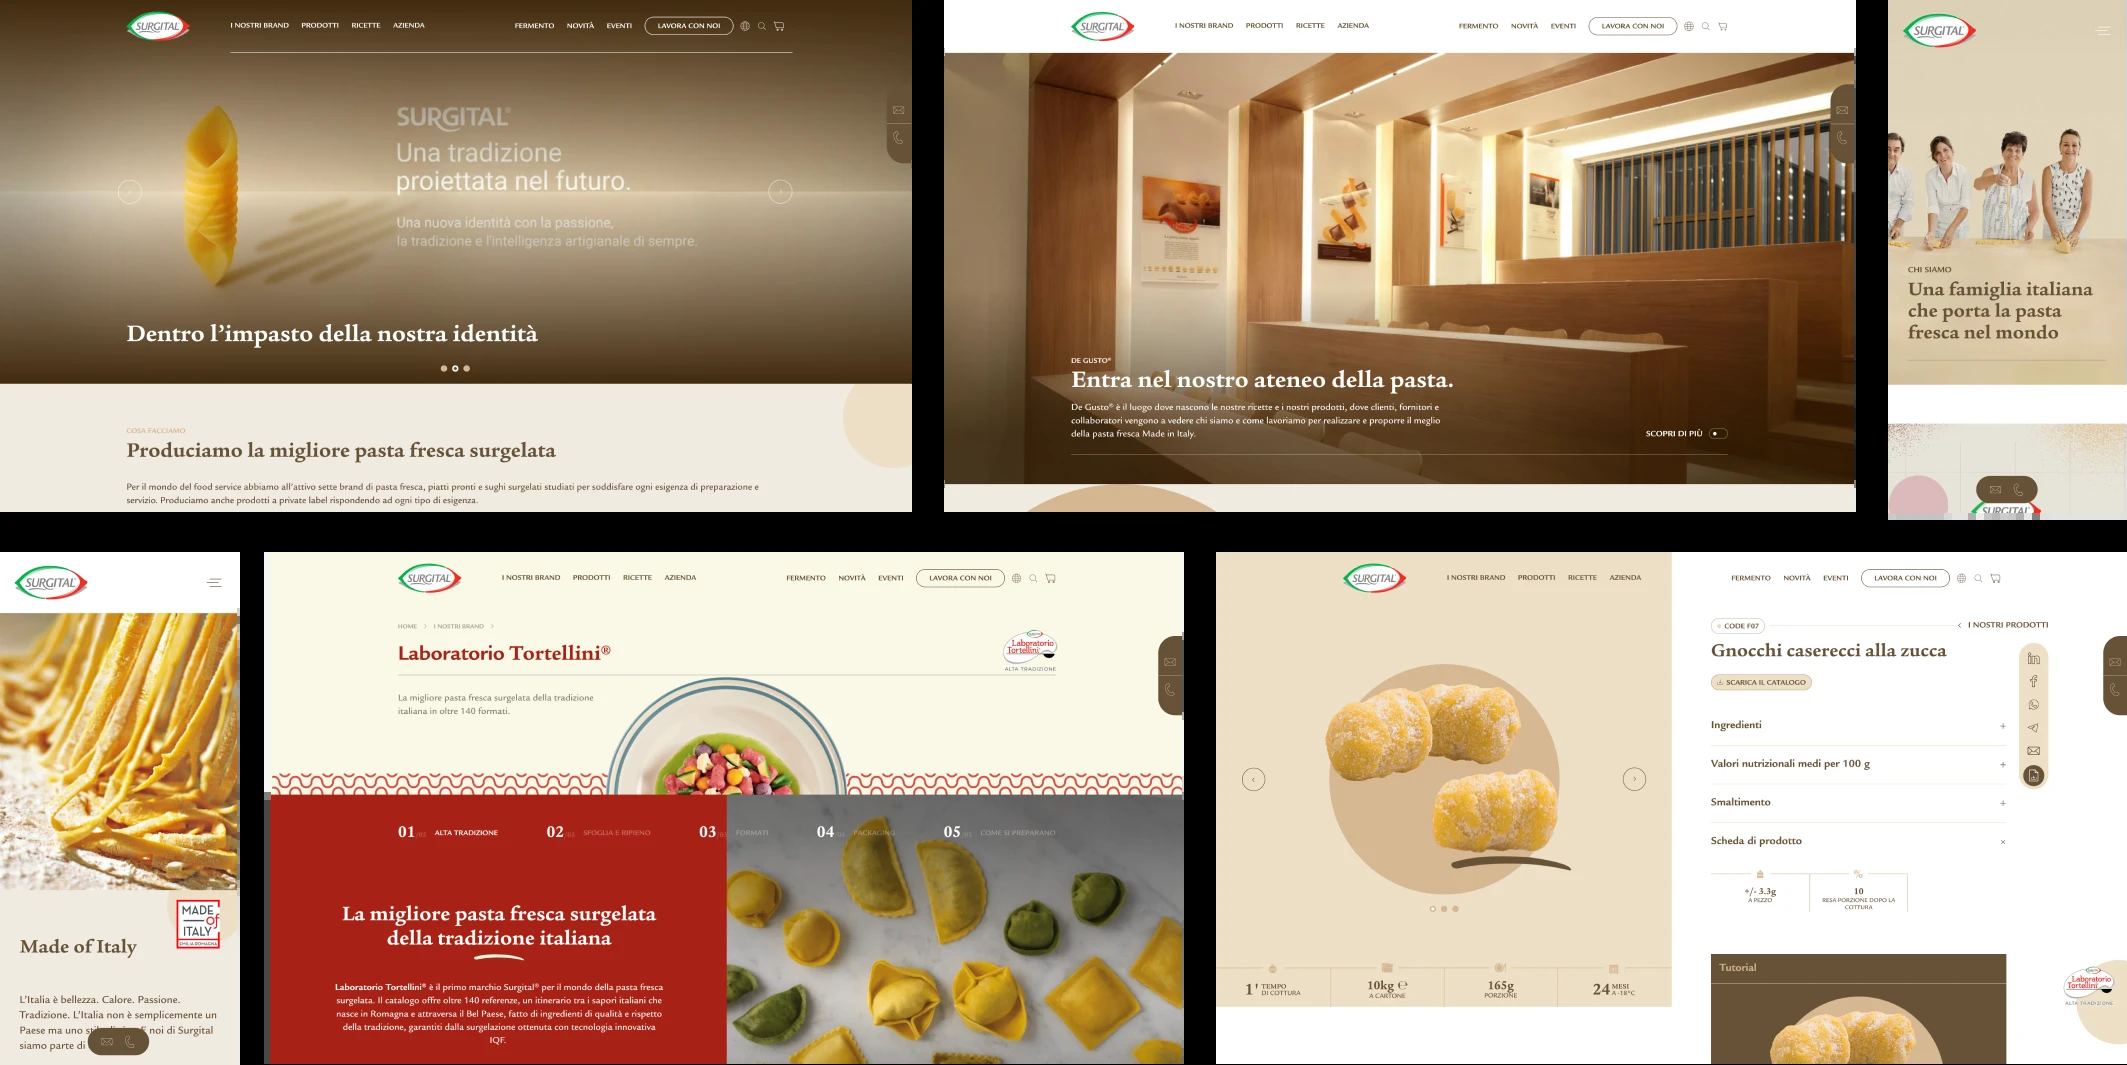 SURGITAL
I NOSTRI BRAND PRODOTTI RICETTE AZIENDA
FERMENTO NOVITÀ EVENTI LAVORA CON NOI
SURGITAL®
Una tradizione
proiettata nel futuro.
Una nuova identità con la passione,
la tradizione e l'intelligenza artigianale di sempre.
Dentro l'impasto della nostra identità
COSA FACCIAMO
Produciamo la migliore pasta fresca surgelata
Per il mondo del food service abbiamo all'attivo sette brand di pasta fresca, piatti pronti e sughi surgelati studiati per soddisfare ogni esigenza di preparazione e
servizio. Produciamo anche prodotti a private label rispondendo ad ogni tipo di esigenza.
SURGITAL
I NOSTRI BRAND PRODOTTI RICETTE AZIENDA
FERMENTO NOVITÀ EVENTI LAVORA CON NOI
DE GUSTO®
Entra nel nostro ateneo della pasta.
De Gusto® è il luogo dove nascono le nostre ricette e i nostri prodotti, dove clienti, fornitori e
collaboratori vengono a vedere chi siamo e come lavoriamo per realizzare e proporre il meglio
della pasta fresca Made in Italy.
SCOPRI DI PIÙ
SURGITAL
CHI SIAMO
Una famiglia italiana
che porta la pasta
fresca nel mondo
SURGITAL
SURGITAL
MADE
of
ITALY
EMILIA ROMAGNA
Made of Italy
L'Italia è bellezza. Calore. Passione.
Tradizione. L'Italia non è semplicemente un
Paese ma uno noi di Surgital
siamo parte di
SURGITAL
I NOSTRI BRAND PRODOTTI RICETTE AZIENDA
FERMENTO NOVITÀ EVENTI LAVORA CON NOI
HOME > I NOSTRI BRAND >
Laboratorio Tortellini®
Laboratorio
Tortellini
ALTA TRADIZIONE
La migliore pasta fresca surgelata della tradizione
italiana in oltre 140 formati.
01/05 ALTA TRADIZIONE 02/05 SFOGLIA E RIPIENO 03/05 FORMATI 04/05 PACKAGING 05/05 COME SI PREPARANO
La migliore pasta fresca surgelata
della tradizione italiana
Laboratorio Tortellini® è il primo marchio Surgital® per il mondo della pasta fresca
surgelata. Il catalogo offre oltre 140 referenze, un itinerario tra i sapori italiani che
nasce in Romagna e attraversa il Bel Paese, fatto di ingredienti di qualità e rispetto
della tradizione, garantiti dalla surgelazione ottenuta con tecnologia innovativa
IQF.
SURGITAL
I NOSTRI BRAND PRODOTTI RICETTE AZIENDA
FERMENTO NOVITÀ EVENTI LAVORA CON NOI
CODE F07
< I NOSTRI PRODOTTI
Gnocchi caserecci alla zucca
SCARICA IL CATALOGO
Ingredienti +
Valori nutrizionali medi per 100 g +
Smaltimento +
Scheda di prodotto ×
+/- 3.3g
A PEZZO
10
RESA PORZIONE DOPO LA
COTTURA
1' TEMPO
DI COTTURA
10kg ℮
A CARTONE
165g
PORZIONE
24 MESI
A -18°C
Tutorial
Laboratorio
Tortellini
ALTA TRADIZIONE